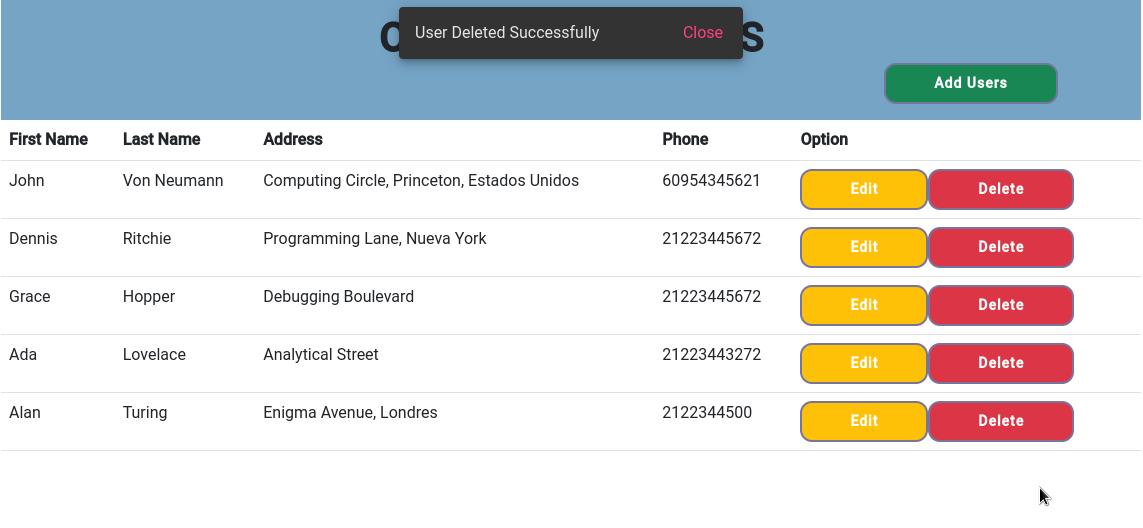 User Deleted Successfully Close
Add Users
First Name Last Name Address Phone Option
John Von Neumann Computing Circle, Princeton, Estados Unidos 60954345621 Edit Delete
Dennis Ritchie Programming Lane, Nueva York 21223445672 Edit Delete
Grace Hopper Debugging Boulevard 21223445672 Edit Delete
Ada Lovelace Analytical Street 21223443272 Edit Delete
Alan Turing Enigma Avenue, Londres 2122344500 Edit Delete